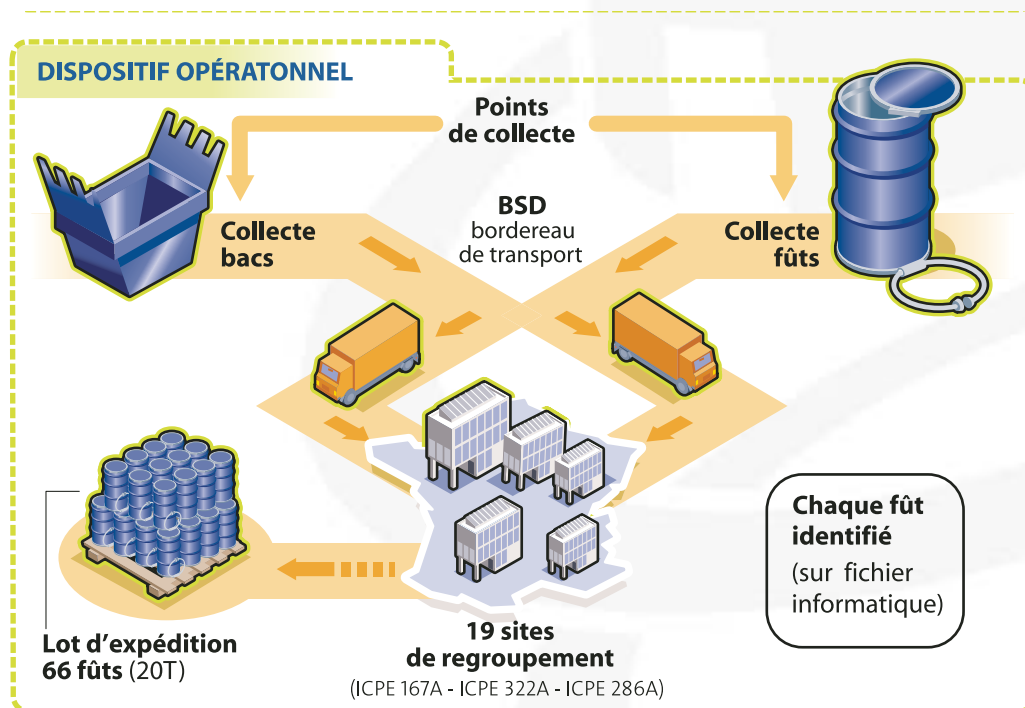 DISPOSITIF OPÉRATONNEL
Points
de collecte
Collecte
bacs
BSD
bordereau
de transport
Collecte
fûts
Chaque fût
identifié
(sur fichier
informatique)
Lot d'expédition
66 fûts (20T)
19 sites
de regroupement
(ICPE 167A - ICPE 322A - ICPE 286A)